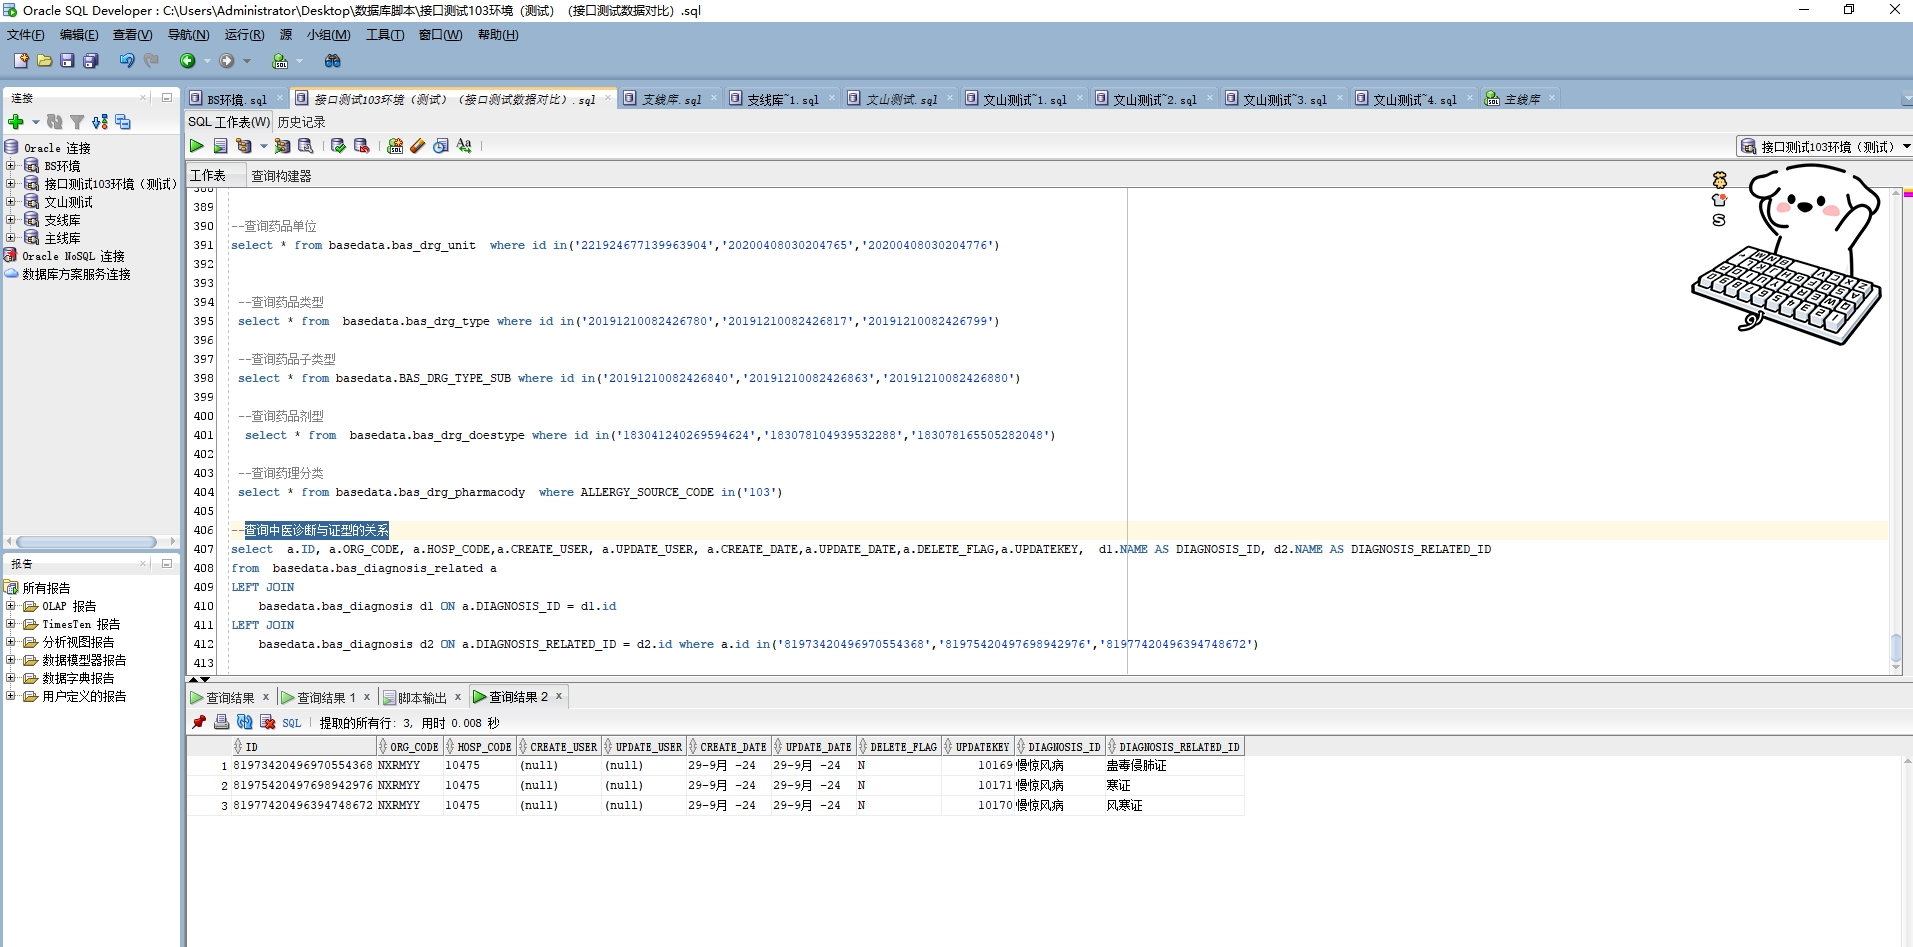 Oracle SQL Developer : C:\Users\Administrator\Desktop\数据库脚本\接口测试103环境（测试）（接口测试数据对比）.sql
文件(F) 编辑(E) 查看(V) 导航(N) 运行(R) 源 小组(M) 工具(T) 窗口(W) 帮助(H)
连接
BS环境.sql 接口测试103环境（测试）（接口测试数据对比）.sql 支线库.sql 支线库~1.sql 文山测试.sql 文山测试~1.sql 文山测试~2.sql 文山测试~3.sql 文山测试~4.sql 主线库
SQL 工作表(W) 历史记录
接口测试103环境（测试）
工作表 查询构建器
Oracle 连接
BS环境
接口测试103环境（测试）
文山测试
支线库
主线库
Oracle NoSQL 连接
数据库方案服务连接
388
389
390 --查询药品单位
391 select * from basedata.bas_drg_unit where id in('221924677139963904','20200408030204765','20200408030204776')
392
393
394 --查询药品类型
395 select * from basedata.bas_drg_type where id in('20191210082426780','20191210082426817','20191210082426799')
396
397 --查询药品子类型
398 select * from basedata.BAS_DRG_TYPE_SUB where id in('20191210082426840','20191210082426863','20191210082426880')
399
400 --查询药品剂型
401 select * from basedata.bas_drg_doestype where id in('183041240269594624','183078104939532288','183078165505282048')
402
403 --查询药理分类
404 select * from basedata.bas_drg_pharmacody where ALLERGY_SOURCE_CODE in('103')
405
406 --查询中医诊断与证型的关系
407 select a.ID, a.ORG_CODE, a.HOSP_CODE,a.CREATE_USER, a.UPDATE_USER, a.CREATE_DATE,a.UPDATE_DATE,a.DELETE_FLAG,a.UPDATEKEY, d1.NAME AS DIAGNOSIS_ID, d2.NAME AS DIAGNOSIS_RELATED_ID
408 from basedata.bas_diagnosis_related a
409 LEFT JOIN
410 basedata.bas_diagnosis d1 ON a.DIAGNOSIS_ID = d1.id
411 LEFT JOIN
412 basedata.bas_diagnosis d2 ON a.DIAGNOSIS_RELATED_ID = d2.id where a.id in('81973420496970554368','81975420497698942976','81977420496394748672')
413
报告
所有报告
OLAP 报告
TimesTen 报告
分析视图报告
数据模型器报告
数据字典报告
用户定义的报告
查询结果 查询结果 1 脚本输出 查询结果 2
SQL 提取的所有行: 3, 用时 0.008 秒
ID ORG_CODE HOSP_CODE CREATE_USER UPDATE_USER CREATE_DATE UPDATE_DATE DELETE_FLAG UPDATEKEY DIAGNOSIS_ID DIAGNOSIS_RELATED_ID
1 81973420496970554368 NXRMYY 10475 (null) (null) 29-9月 -24 29-9月 -24 N 10169 慢惊风病 蛊毒侵肺证
2 81975420497698942976 NXRMYY 10475 (null) (null) 29-9月 -24 29-9月 -24 N 10171 慢惊风病 寒证
3 81977420496394748672 NXRMYY 10475 (null) (null) 29-9月 -24 29-9月 -24 N 10170 慢惊风病 风寒证